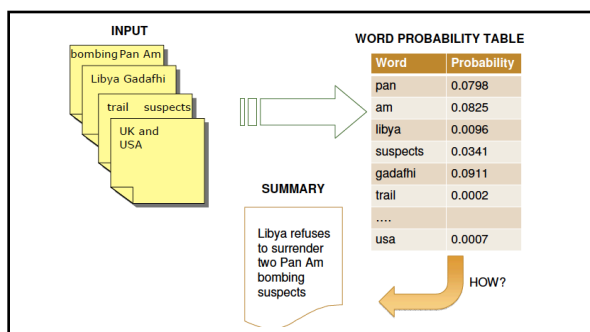 INPUT
bombing Pan Am
Libya Gadafhi
trail suspects
UK and
USA
WORD PROBABILITY TABLE
Word Probability
pan 0.0798
am 0.0825
libya 0.0096
suspects 0.0341
gadafhi 0.0911
trail 0.0002
....
usa 0.0007
SUMMARY
Libya refuses
to surrender
two Pan Am
bombing
suspects
HOW?